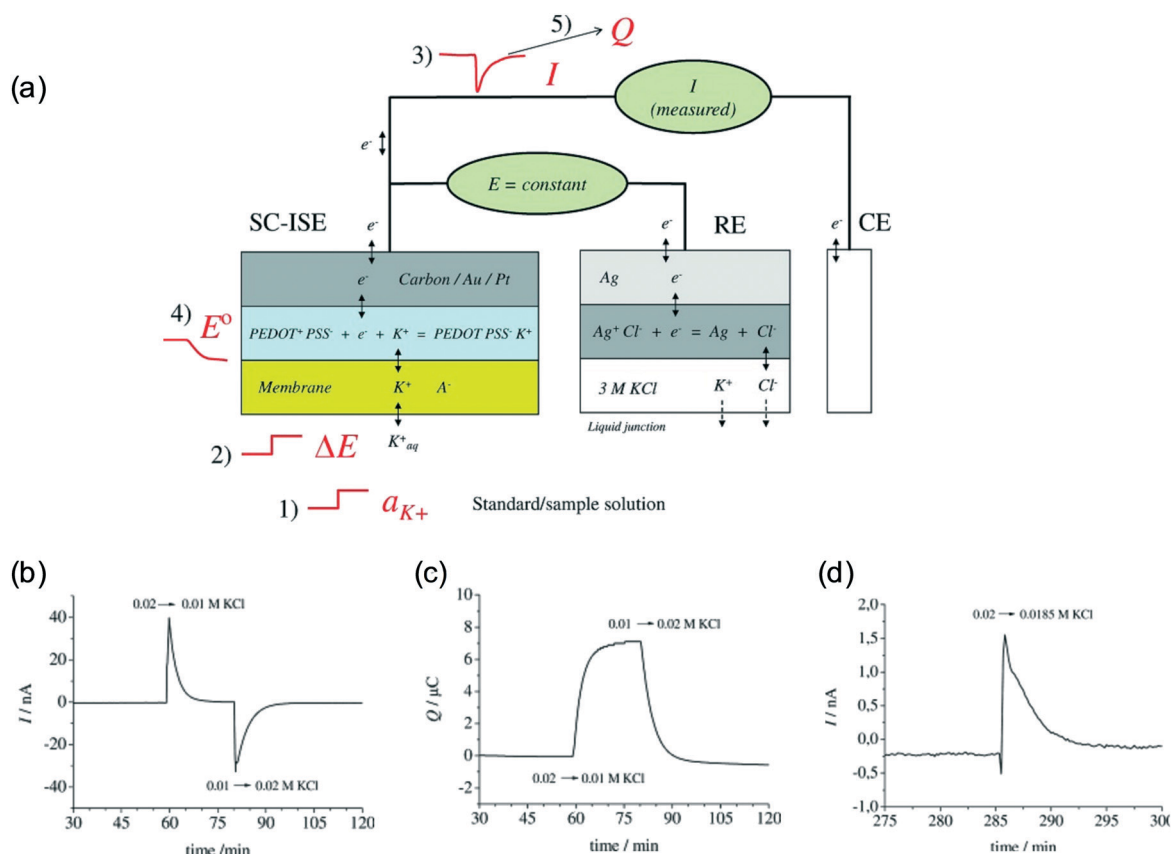 (a)
5)
Q
3)
I
I
(measured)
e-
E = constant
SC-ISE
e-
e-
RE
e-
CE
e- Carbon / Au / Pt
Ag e-
4) E°
PEDOT+ PSS- + e- + K+ = PEDOT PSS- K+
Ag+ Cl- + e- = Ag + Cl-
Membrane K+ A-
3 M KCl K+ Cl-
Liquid junction
K+aq
2) ΔE
1) aK+ Standard/sample solution
(b)
0.02 → 0.01 M KCl
40
20
0
-20
-40
I / nA
0.01 → 0.02 M KCl
30 45 60 75 90 105 120
time /min
(c)
10
8
6
4
2
0
-2
Q / μC
0.01 → 0.02 M KCl
0.02 → 0.01 M KCl
30 45 60 75 90 105 120
time / min
(d)
2,0
1,5
1,0
0,5
0,0
-0,5
1,0
I / nA
0.02 → 0.0185 M KCl
275 280 285 290 295 300
time / min